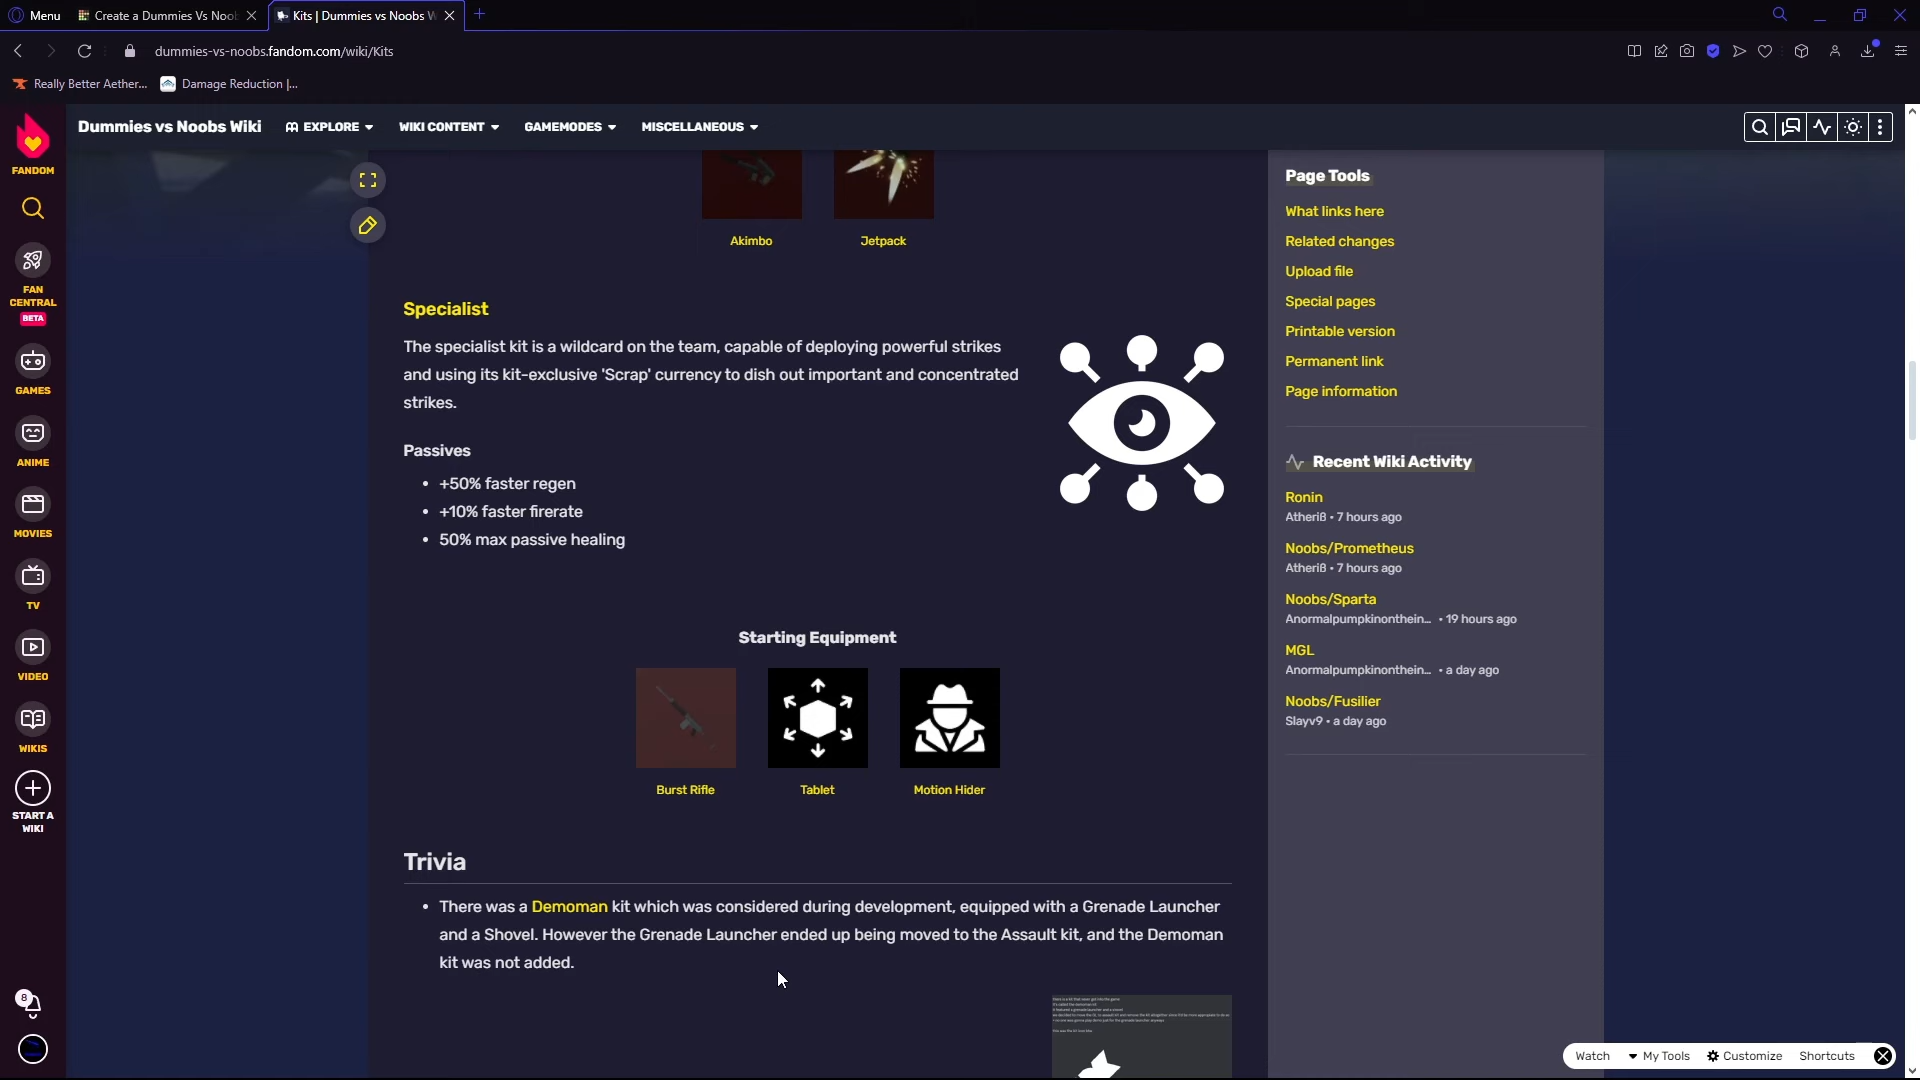 Menu
Create a Dummies Vs Noob
Kits | Dummies vs Noobs W
dummies-vs-noobs.fandom.com/wiki/Kits
Really Better Aether...
Damage Reduction |...
FANDOM
FAN
CENTRAL
BETA
GAMES
ANIME
MOVIES
TV
VIDEO
WIKIS
START A
WIKI
8
Dummies vs Noobs Wiki
EXPLORE
WIKI CONTENT
GAMEMODES
MISCELLANEOUS
Akimbo
Jetpack
Specialist
The specialist kit is a wildcard on the team, capable of deploying powerful strikes
and using its kit-exclusive 'Scrap' currency to dish out important and concentrated
strikes.
Passives
• +50% faster regen
• +10% faster firerate
• 50% max passive healing
Starting Equipment
Burst Rifle
Tablet
Motion Hider
Trivia
• There was a Demoman kit which was considered during development, equipped with a Grenade Launcher
and a Shovel. However the Grenade Launcher ended up being moved to the Assault kit, and the Demoman
kit was not added.
Page Tools
What links here
Related changes
Upload file
Special pages
Printable version
Permanent link
Page information
Recent Wiki Activity
Ronin
Atheriß • 7 hours ago
Noobs/Prometheus
Atheriß • 7 hours ago
Noobs/Sparta
Anormalpumpkinonthein... • 19 hours ago
MGL
Anormalpumpkinonthein... • a day ago
Noobs/Fusilier
Slayv9 • a day ago
Watch
My Tools
Customize
Shortcuts